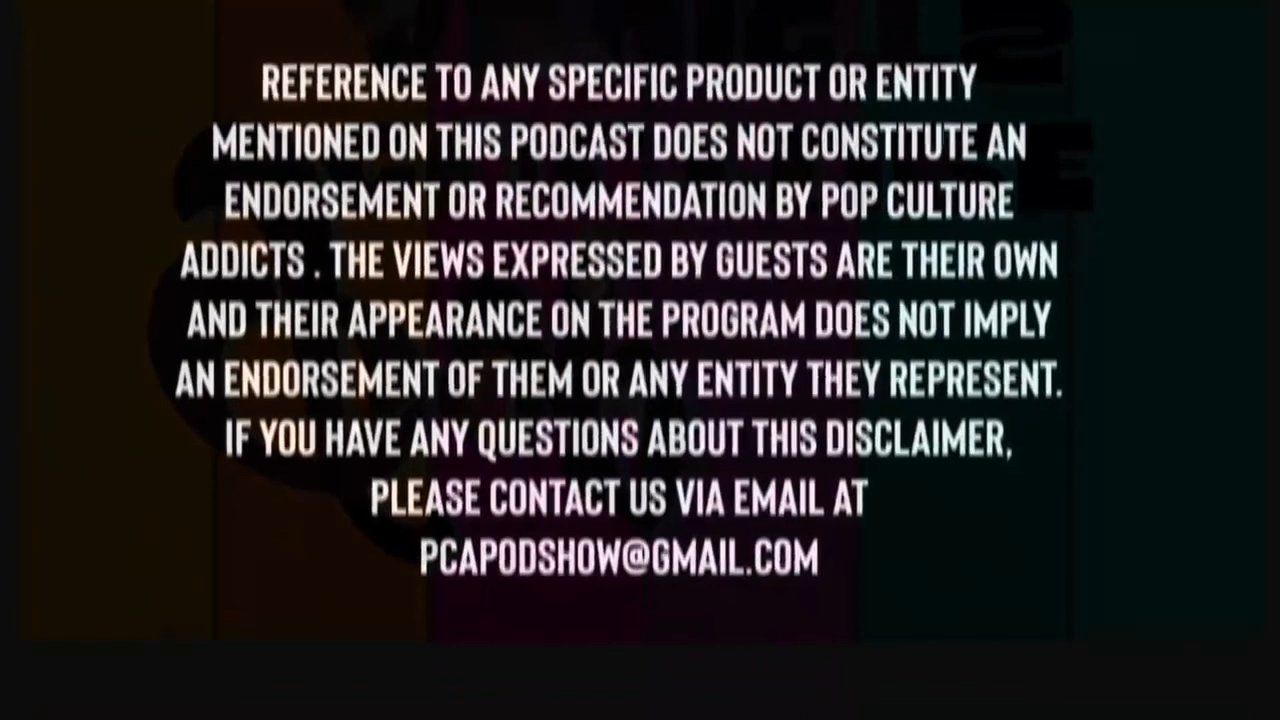 REFERENCE TO ANY SPECIFIC PRODUCT OR ENTITY
MENTIONED ON THIS PODCAST DOES NOT CONSTITUTE AN
ENDORSEMENT OR RECOMMENDATION BY POP CULTURE
ADDICTS . THE VIEWS EXPRESSED BY GUESTS ARE THEIR OWN
AND THEIR APPEARANCE ON THE PROGRAM DOES NOT IMPLY
AN ENDORSEMENT OF THEM OR ANY ENTITY THEY REPRESENT.
IF YOU HAVE ANY QUESTIONS ABOUT THIS DISCLAIMER,
PLEASE CONTACT US VIA EMAIL AT
PCAPODSHOW@GMAIL.COM